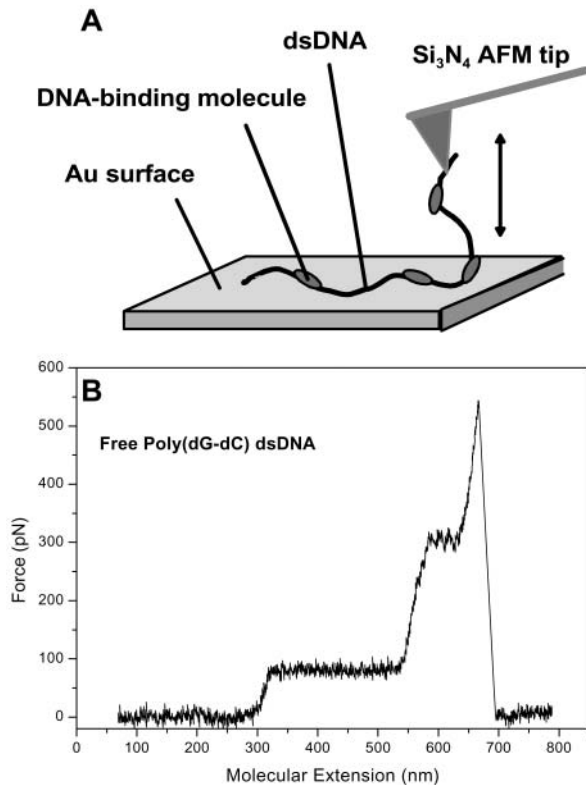 A
dsDNA
Si₃N₄ AFM tip
DNA-binding molecule
Au surface
B
Free Poly(dG-dC) dsDNA
600
500
400
300
200
100
0
Force (pN)
0 100 200 300 400 500 600 700 800
Molecular Extension (nm)